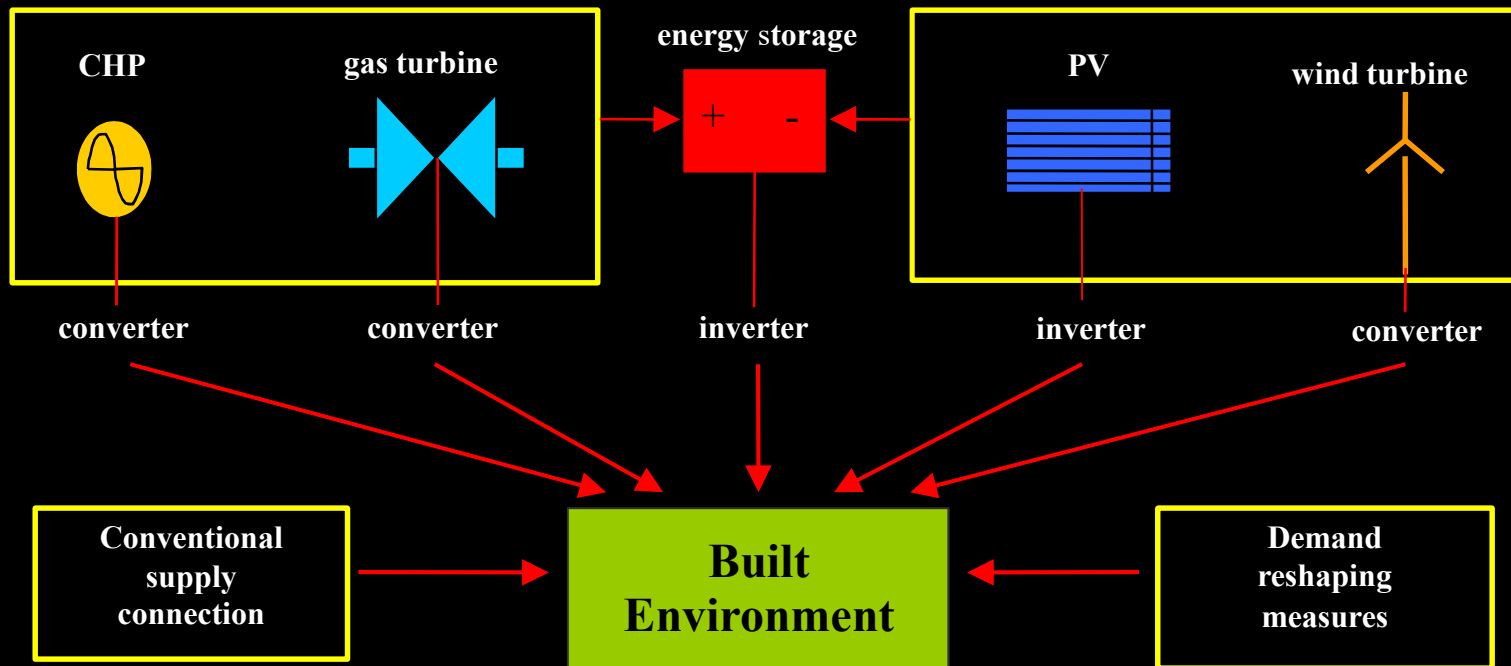 CHP
gas turbine
energy storage
PV
wind turbine
+ -
converter
converter
inverter
inverter
converter
Conventional
supply
connection
Built
Environment
Demand
reshaping
measures